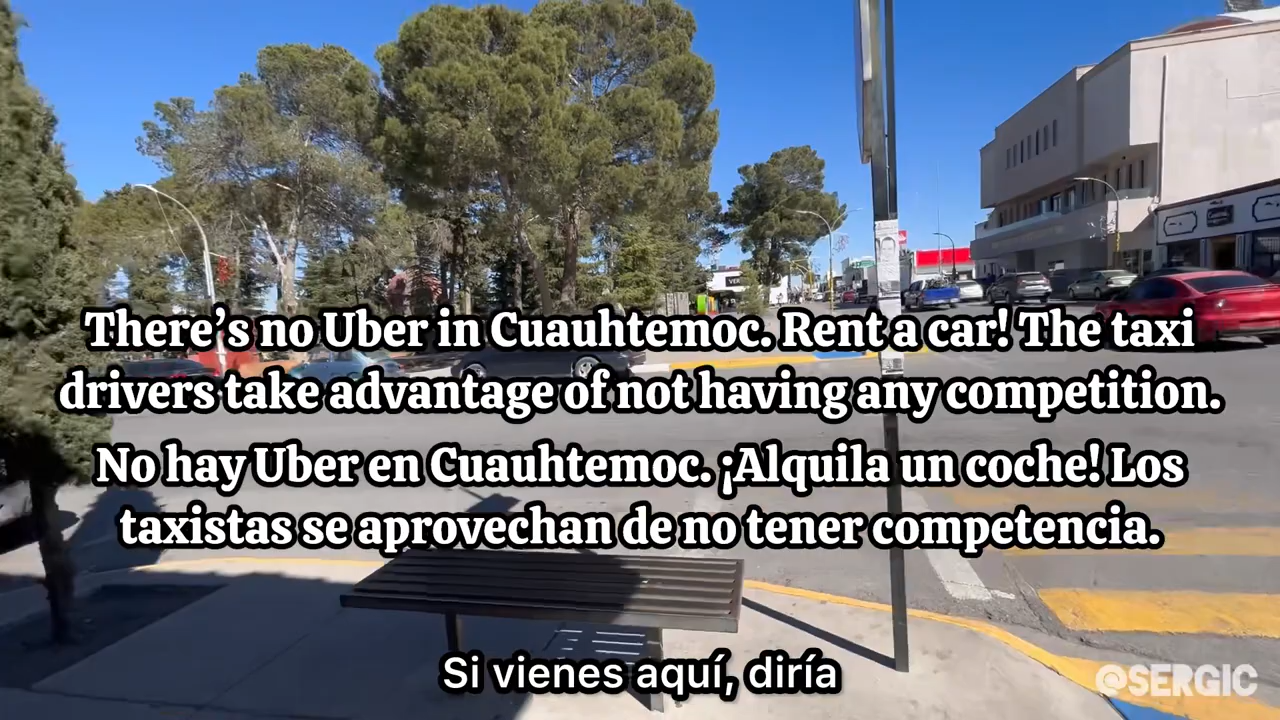 There’s no Uber in Cuauhtemoc. Rent a car! The taxi
drivers take advantage of not having any competition.
No hay Uber en Cuauhtemoc. ¡Alquila un coche! Los
taxistas se aprovechan de no tener competencia.
Si vienes aquí, diría
@SERGIC